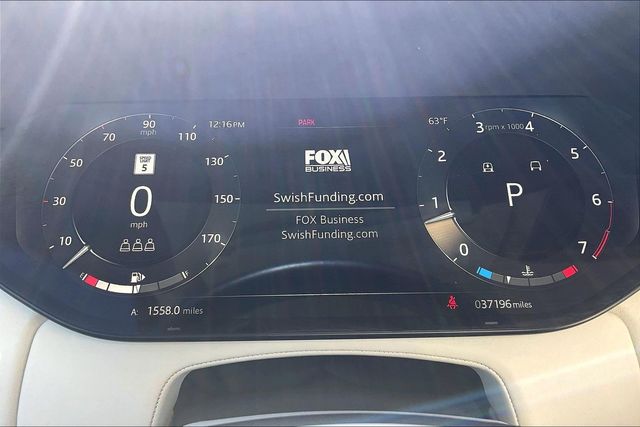 12:16PM
PARK
63°F
90
mph
70
110
50
130
30
150
10
170
SPEED
LIMIT
5
0
mph
F
A: 1558.0 miles
FOX
BUSINESS
SwishFunding.com
FOX Business
SwishFunding.com
3 rpm x 1000 4
2
5
1
6
0
7
P
037196 miles